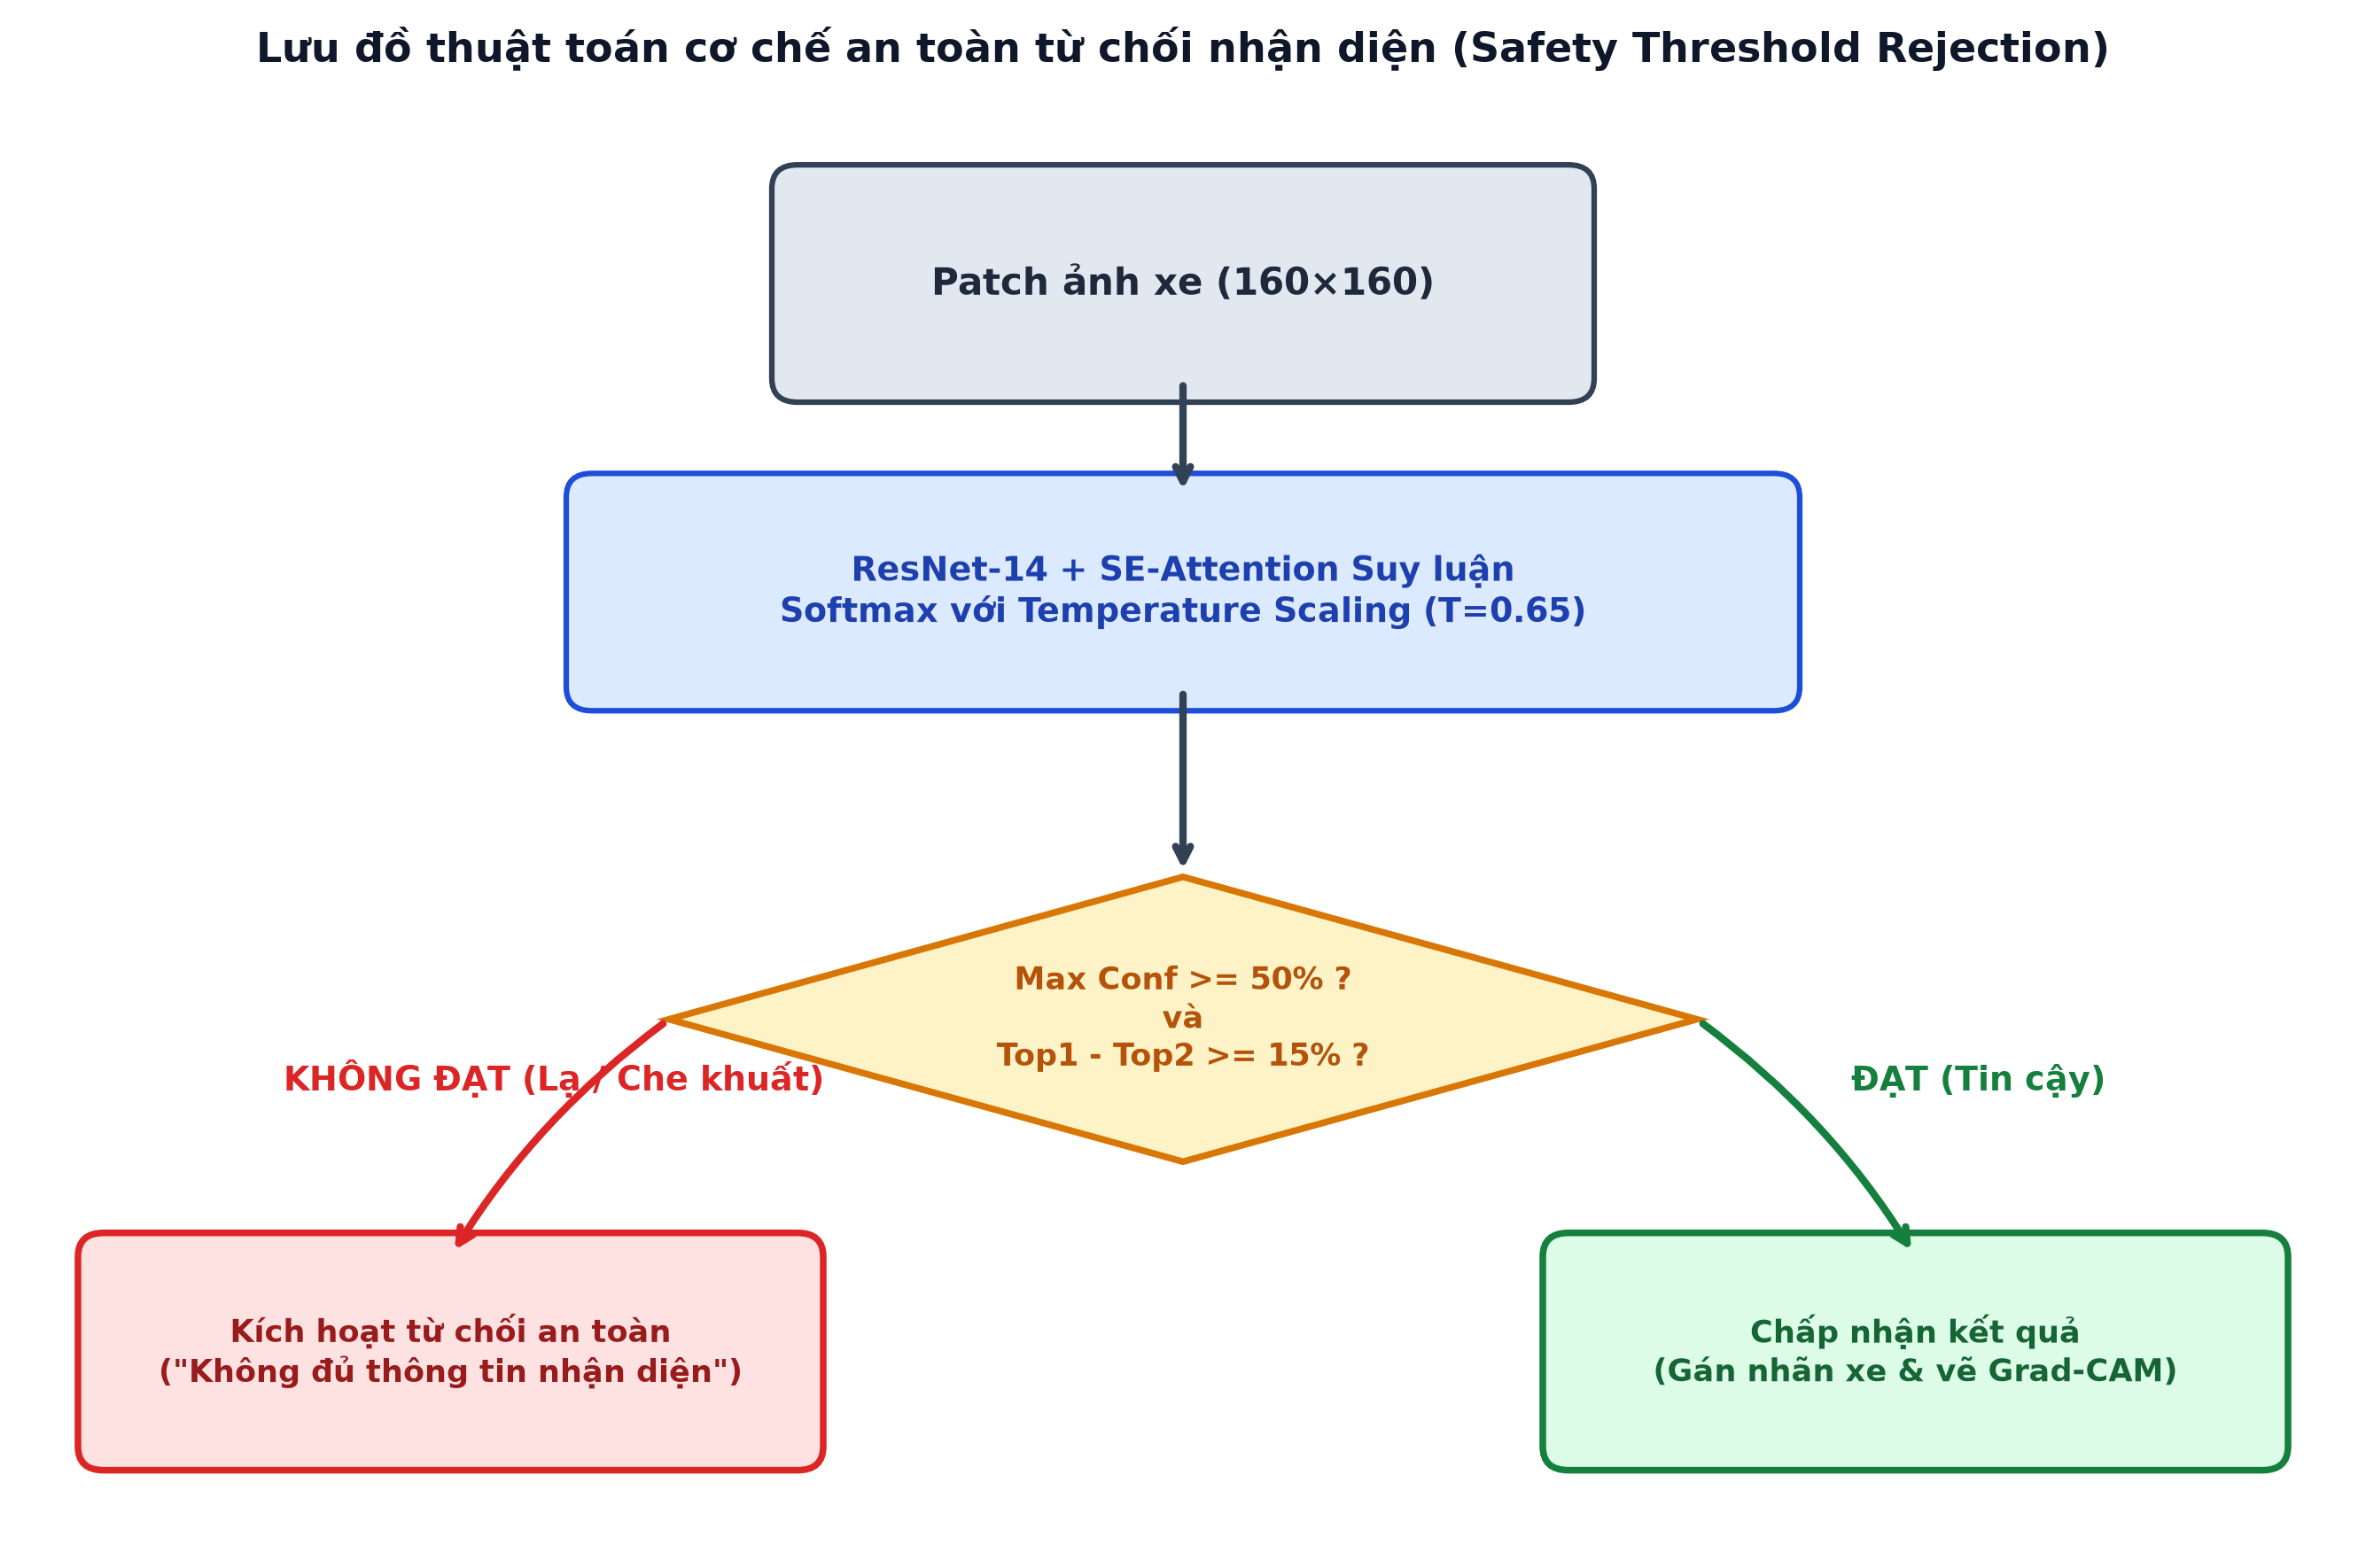 Lưu đồ thuật toán cơ chế an toàn từ chối nhận diện (Safety Threshold Rejection)
Patch ảnh xe (160×160)
ResNet-14 + SE-Attention Suy luận
Softmax với Temperature Scaling (T=0.65)
Max Conf >= 50% ?
và
Top1 - Top2 >= 15% ?
KHÔNG ĐẠT (Lạ / Che khuất)
ĐẠT (Tin cậy)
Kích hoạt từ chối an toàn
("Không đủ thông tin nhận diện")
Chấp nhận kết quả
(Gán nhãn xe & vẽ Grad-CAM)